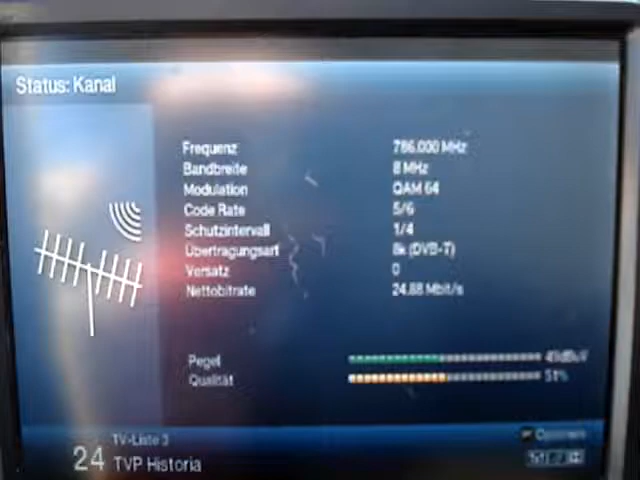 Status: Kanal
Frequenz 786.000 MHz
Bandbreite 8 MHz
Modulation QAM 64
Code Rate 5/6
Schutzintervall 1/4
Übertragungsart 8k (DVB-T)
Versatz 0
Nettobitrate 24.88 Mbit/s
Pegel
Qualität 51%
TV-Liste 3
24 TVP Historia